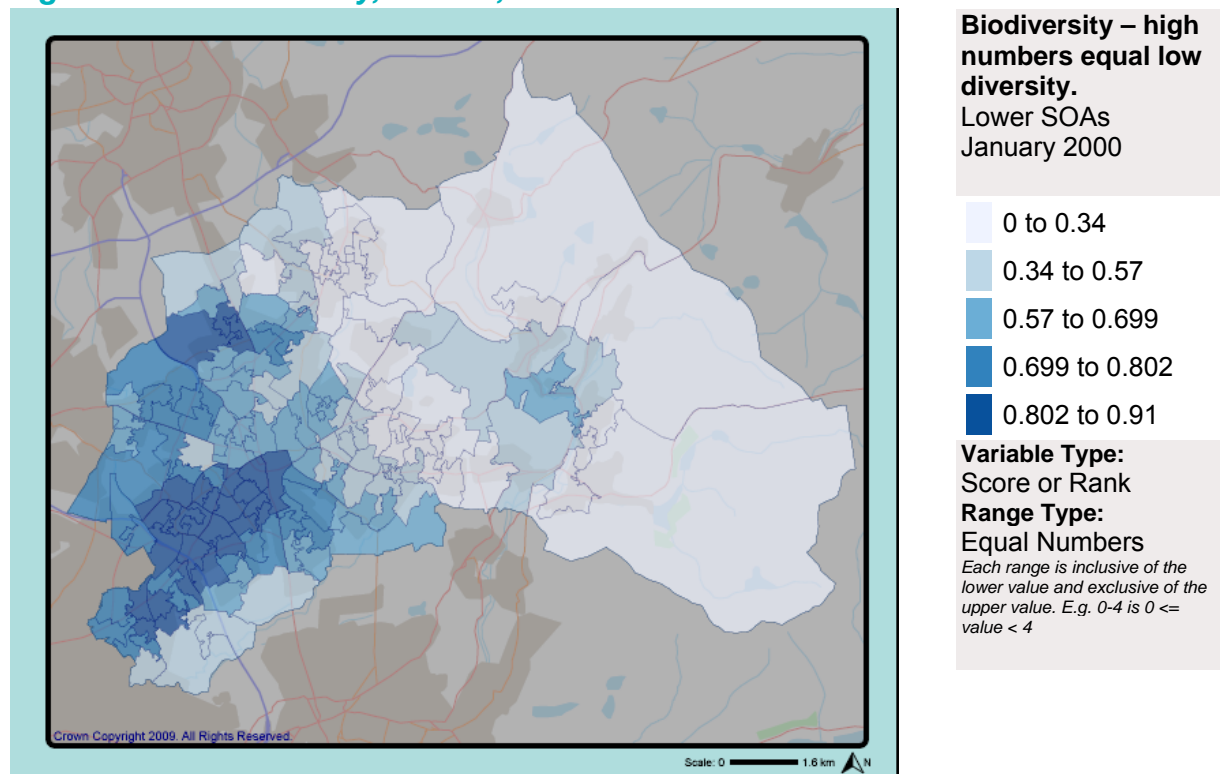 Biodiversity – high
numbers equal low
diversity.
Lower SOAs
January 2000
0 to 0.34
0.34 to 0.57
0.57 to 0.699
0.699 to 0.802
0.802 to 0.91
Variable Type:
Score or Rank
Range Type:
Equal Numbers
Each range is inclusive of the
lower value and exclusive of the
upper value. E.g. 0-4 is 0 <=
value < 4
Crown Copyright 2009. All Rights Reserved.
Scale: 0 1.6 km N